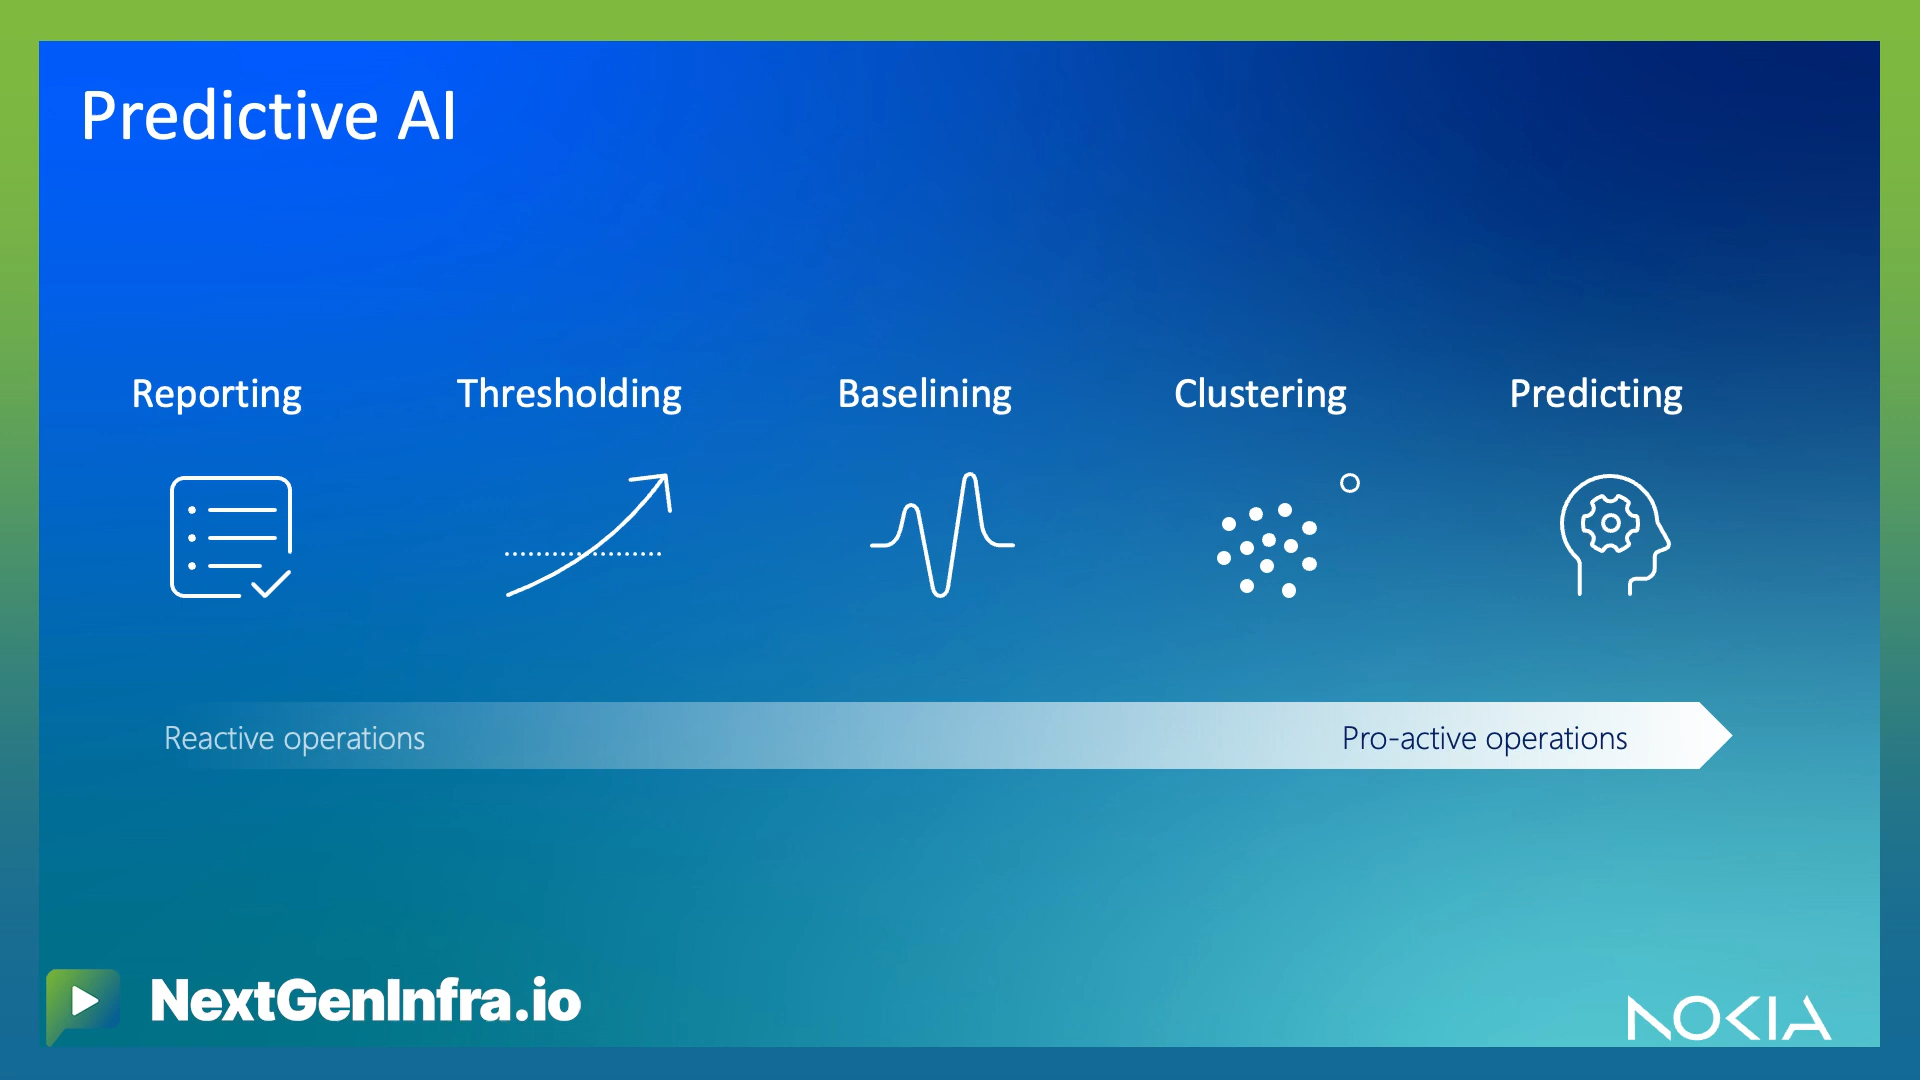 Predictive AI
Reporting
Thresholding
Baselining
Clustering
Predicting
Reactive operations
Pro-active operations
NextGenInfra.io
NOKIA